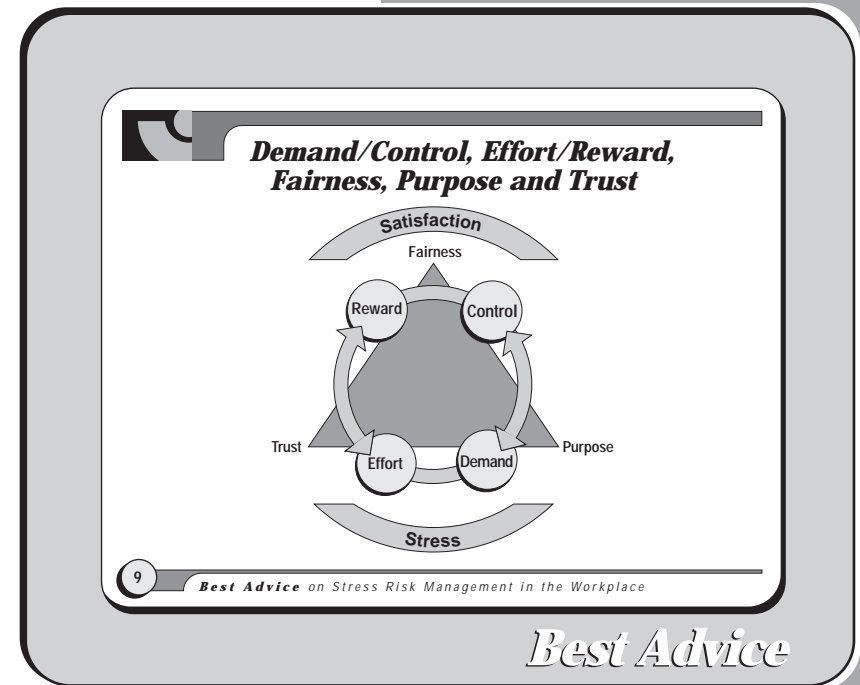 Demand/Control, Effort/Reward,
Fairness, Purpose and Trust
Satisfaction
Fairness
Reward
Control
Trust
Purpose
Effort
Demand
Stress
9
Best Advice on Stress Risk Management in the Workplace
Best Advice